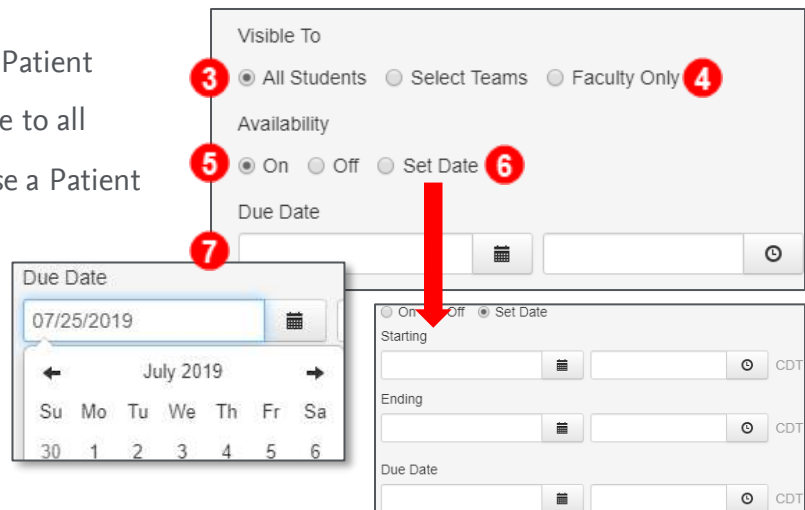 Patient
e to all
se a Patient
Visible To
3 All Students Select Teams Faculty Only 4
Availability
5 On Off Set Date 6
Due Date
7
Due Date
07/25/2019
July 2019
Su Mo Tu We Th Fr Sa
30 1 2 3 4 5 6
On Off Set Date
Starting
CDT
Ending
CDT
Due Date
CDT